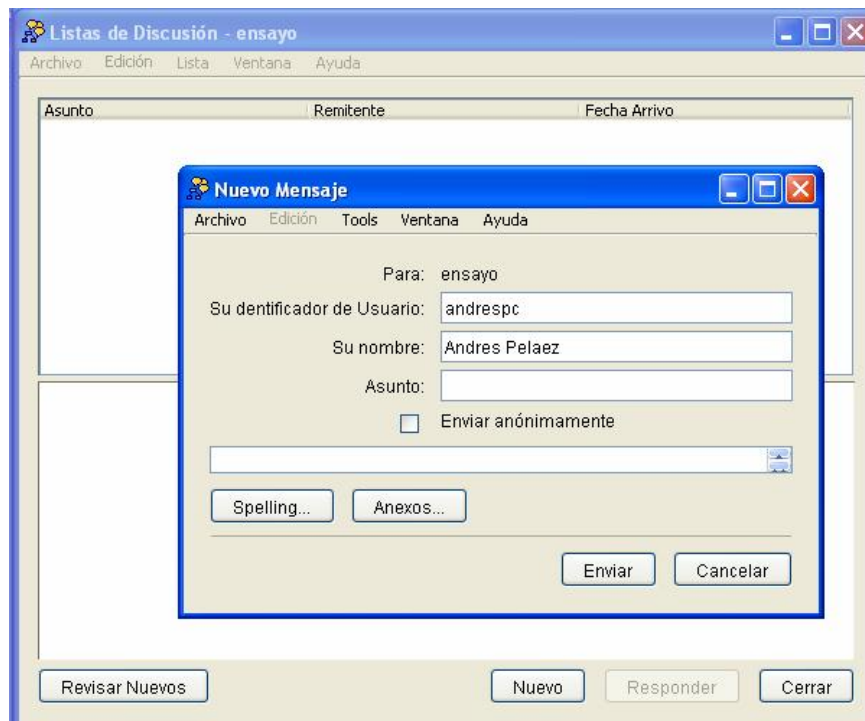 Listas de Discusión - ensayo
Archivo Edición Lista Ventana Ayuda
Asunto Remitente Fecha Arrivo
Nuevo Mensaje
Archivo Edición Tools Ventana Ayuda
Para: ensayo
Su dentificador de Usuario: andrespc
Su nombre: Andres Pelaez
Asunto:
Enviar anónimamente
Spelling... Anexos...
Enviar Cancelar
Revisar Nuevos Nuevo Responder Cerrar